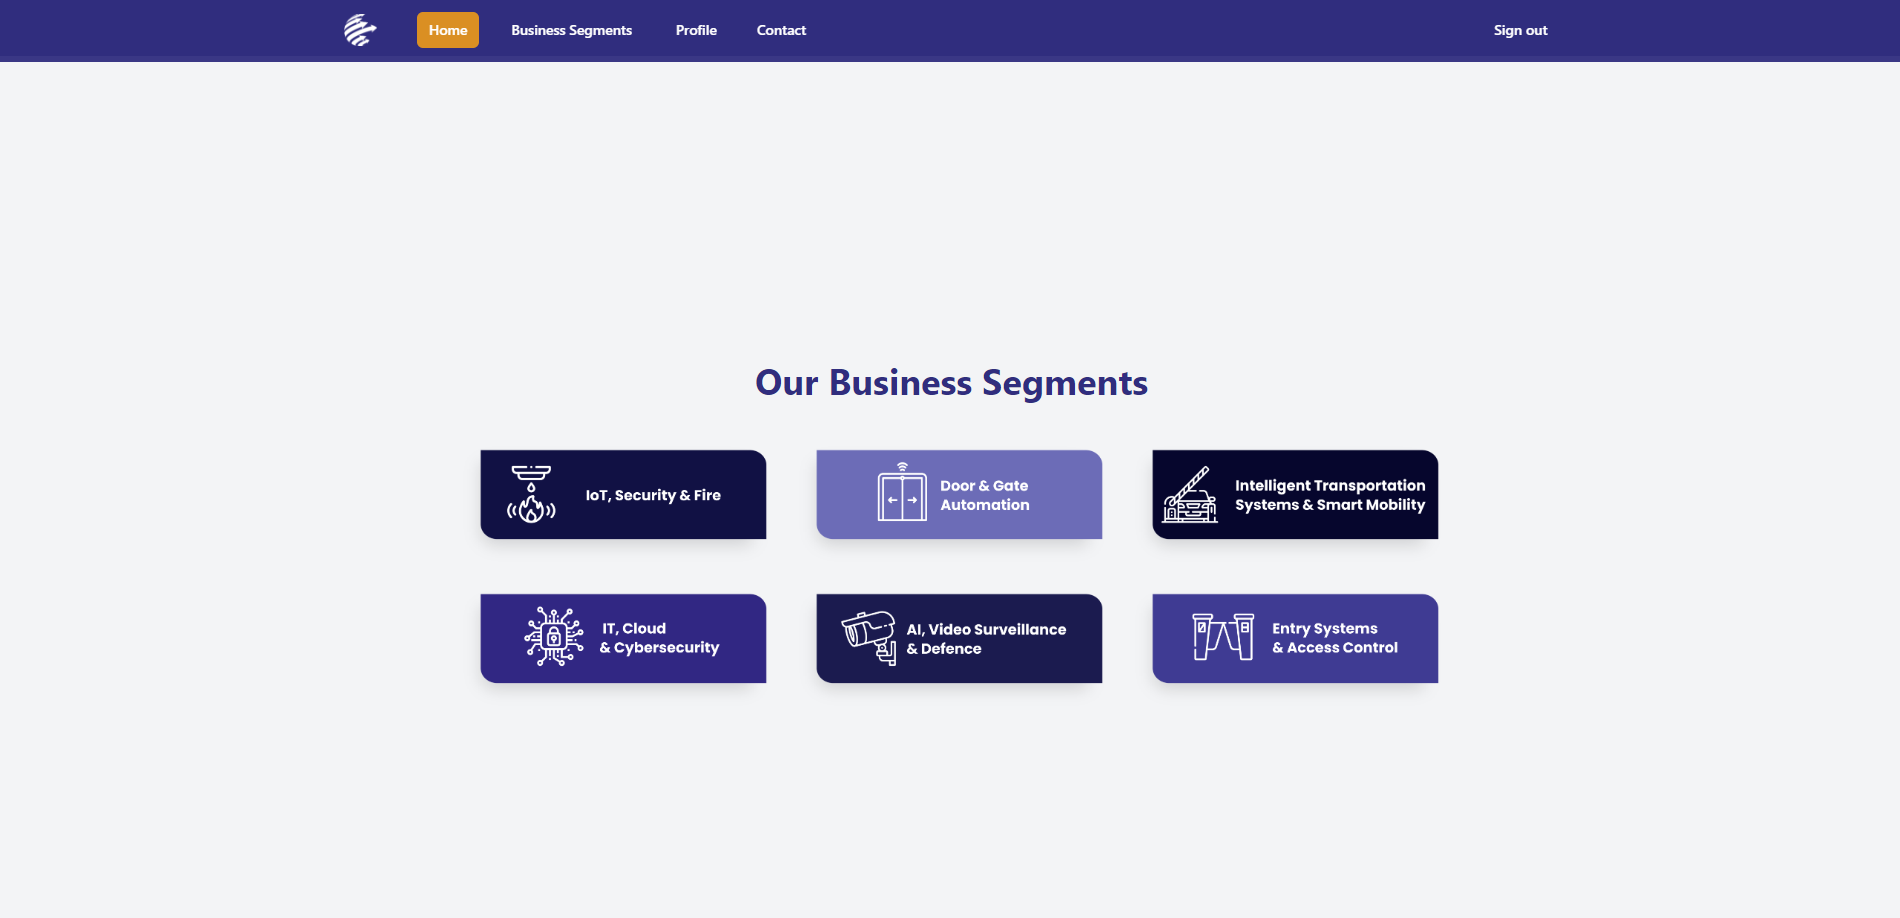 Home
Business Segments
Profile
Contact
Sign out
Our Business Segments
IoT, Security & Fire
Door & Gate
Automation
Intelligent Transportation
Systems & Smart Mobility
IT, Cloud
& Cybersecurity
AI, Video Surveillance
& Defence
Entry Systems
& Access Control